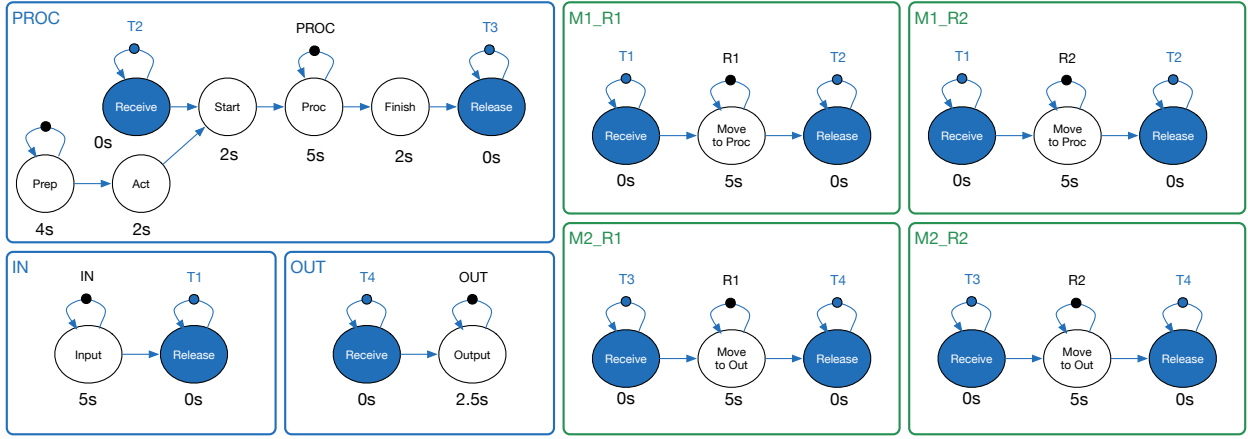 PROC
T2
PROC
T3
Receive
Start
Proc
Finish
Release
0s
2s
5s
2s
0s
Prep
Act
4s
2s
M1_R1
T1
R1
T2
Receive
Move
to Proc
Release
0s
5s
0s
M1_R2
T1
R2
T2
Receive
Move
to Proc
Release
0s
5s
0s
IN
IN
T1
Input
Release
5s
0s
OUT
T4
OUT
Receive
Output
0s
2.5s
M2_R1
T3
R1
T4
Receive
Move
to Out
Release
0s
5s
0s
M2_R2
T3
R2
T4
Receive
Move
to Out
Release
0s
5s
0s